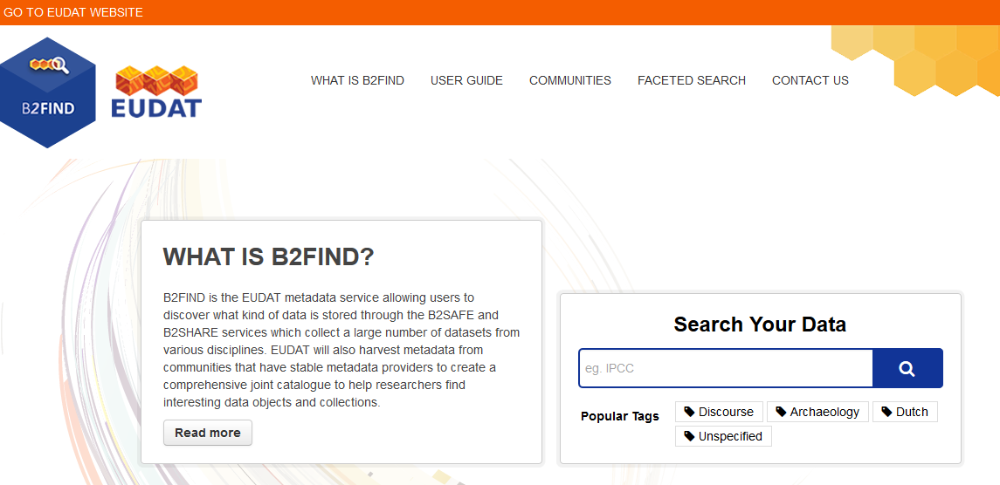 GO TO EUDAT WEBSITE
B2FIND
EUDAT
WHAT IS B2FIND USER GUIDE COMMUNITIES FACETED SEARCH CONTACT US
WHAT IS B2FIND?
B2FIND is the EUDAT metadata service allowing users to
discover what kind of data is stored through the B2SAFE and
B2SHARE services which collect a large number of datasets from
various disciplines. EUDAT will also harvest metadata from
communities that have stable metadata providers to create a
comprehensive joint catalogue to help researchers find
interesting data objects and collections.
Read more
Search Your Data
eg. IPCC
Popular Tags Discourse Archaeology Dutch
Unspecified